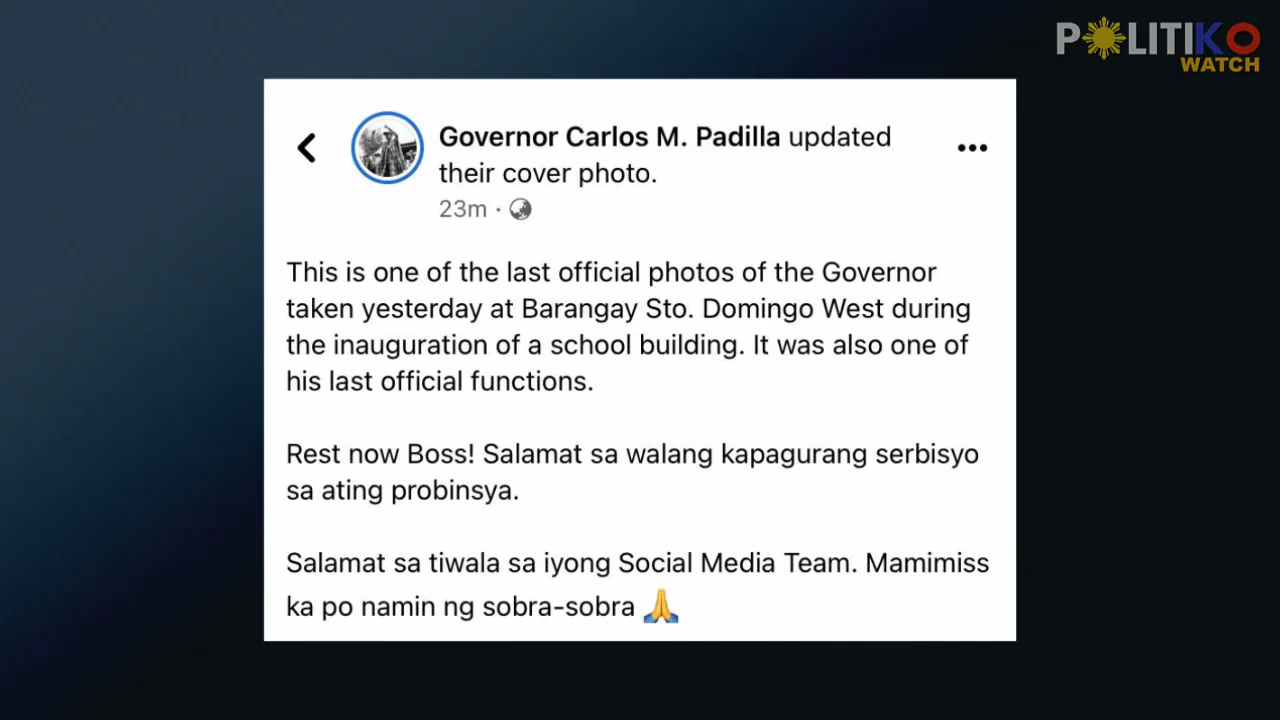 POLITIKO
WATCH
Governor Carlos M. Padilla updated
their cover photo.
23m ·
This is one of the last official photos of the Governor
taken yesterday at Barangay Sto. Domingo West during
the inauguration of a school building. It was also one of
his last official functions.
Rest now Boss! Salamat sa walang kapagurang serbisyo
sa ating probinsya.
Salamat sa tiwala sa iyong Social Media Team. Mamimiss
ka po namin ng sobra-sobra 🙏